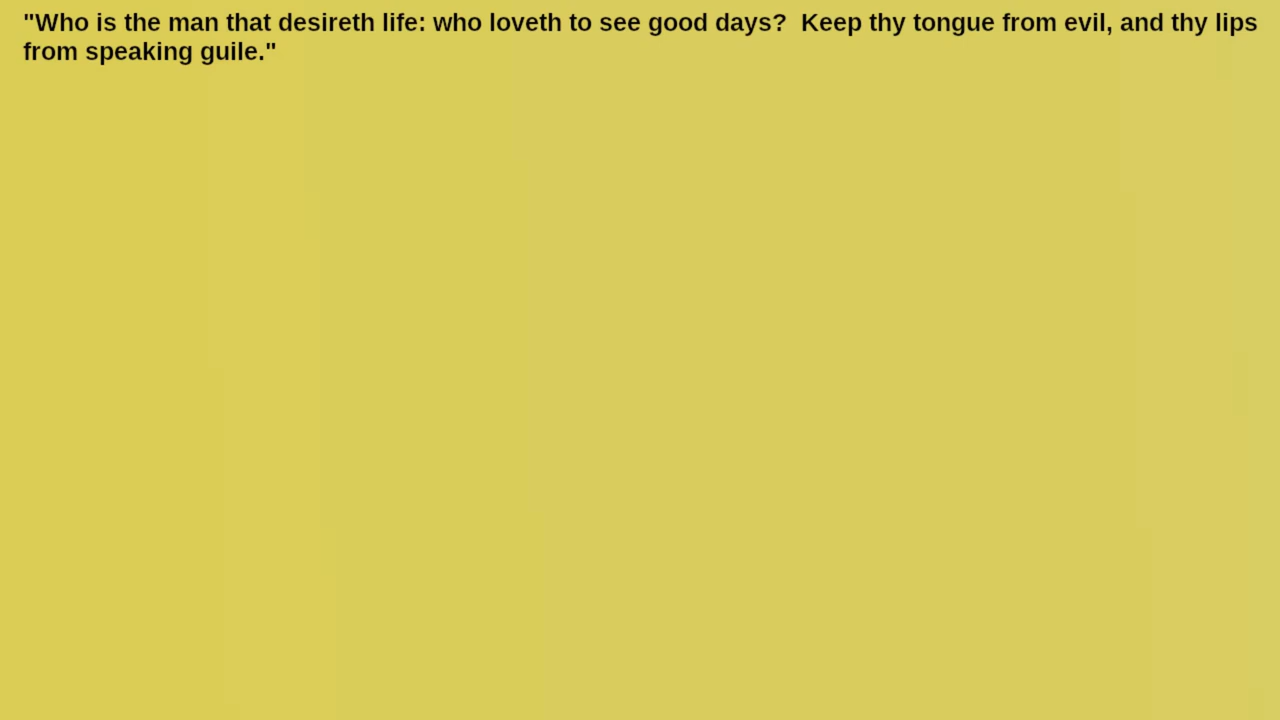 "Who is the man that desireth life: who loveth to see good days?  Keep thy tongue from evil, and thy lips
from speaking guile."